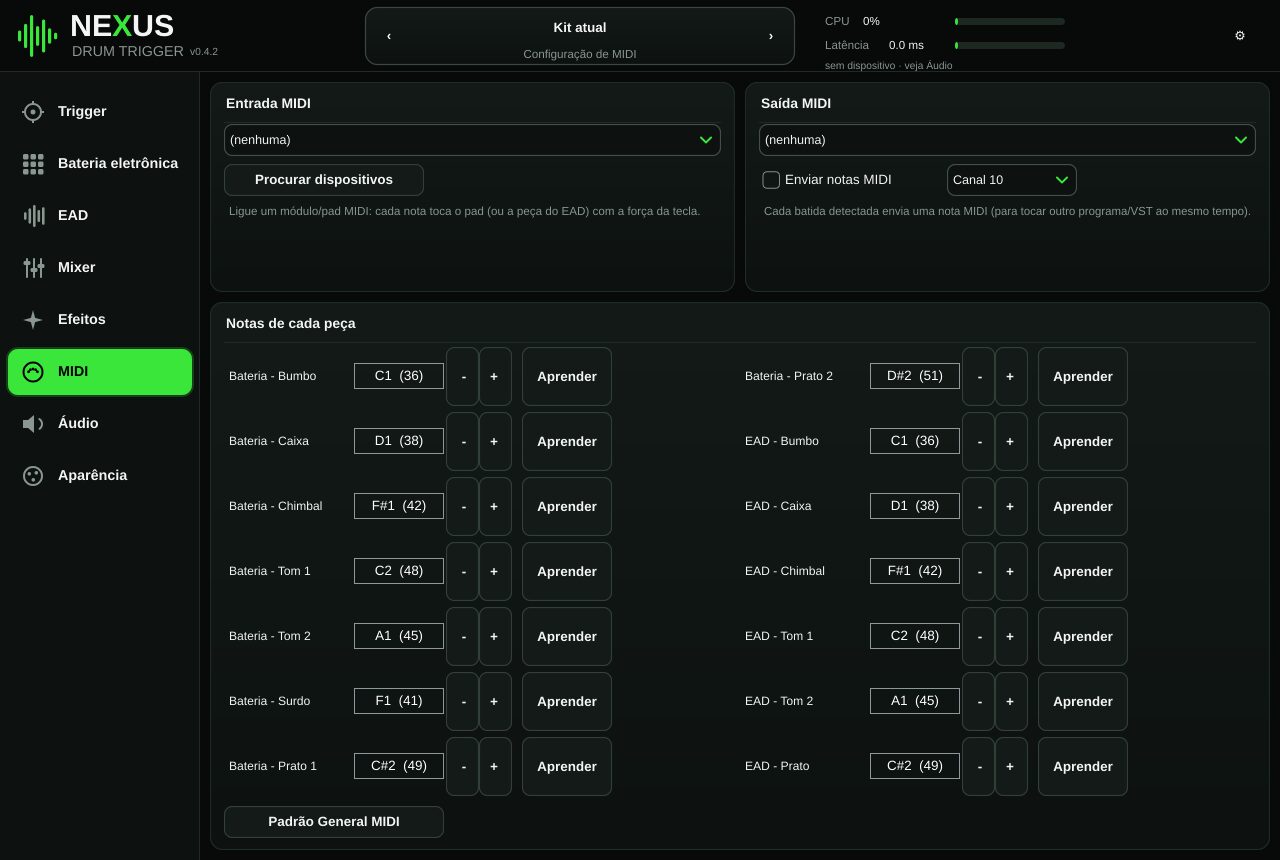 NEXUS
DRUM TRIGGER v0.4.2
‹ Kit atual ›
Configuração de MIDI
CPU 0%
Latência 0.0 ms
sem dispositivo · veja Áudio
⚙
Trigger
Bateria eletrônica
EAD
Mixer
Efeitos
MIDI
Áudio
Aparência
Entrada MIDI
(nenhuma)
Procurar dispositivos
Ligue um módulo/pad MIDI: cada nota toca o pad (ou a peça do EAD) com a força da tecla.
Saída MIDI
(nenhuma)
Enviar notas MIDI Canal 10
Cada batida detectada envia uma nota MIDI (para tocar outro programa/VST ao mesmo tempo).
Notas de cada peça
Bateria - Bumbo C1 (36) - + Aprender
Bateria - Caixa D1 (38) - + Aprender
Bateria - Chimbal F#1 (42) - + Aprender
Bateria - Tom 1 C2 (48) - + Aprender
Bateria - Tom 2 A1 (45) - + Aprender
Bateria - Surdo F1 (41) - + Aprender
Bateria - Prato 1 C#2 (49) - + Aprender
Bateria - Prato 2 D#2 (51) - + Aprender
EAD - Bumbo C1 (36) - + Aprender
EAD - Caixa D1 (38) - + Aprender
EAD - Chimbal F#1 (42) - + Aprender
EAD - Tom 1 C2 (48) - + Aprender
EAD - Tom 2 A1 (45) - + Aprender
EAD - Prato C#2 (49) - + Aprender
Padrão General MIDI